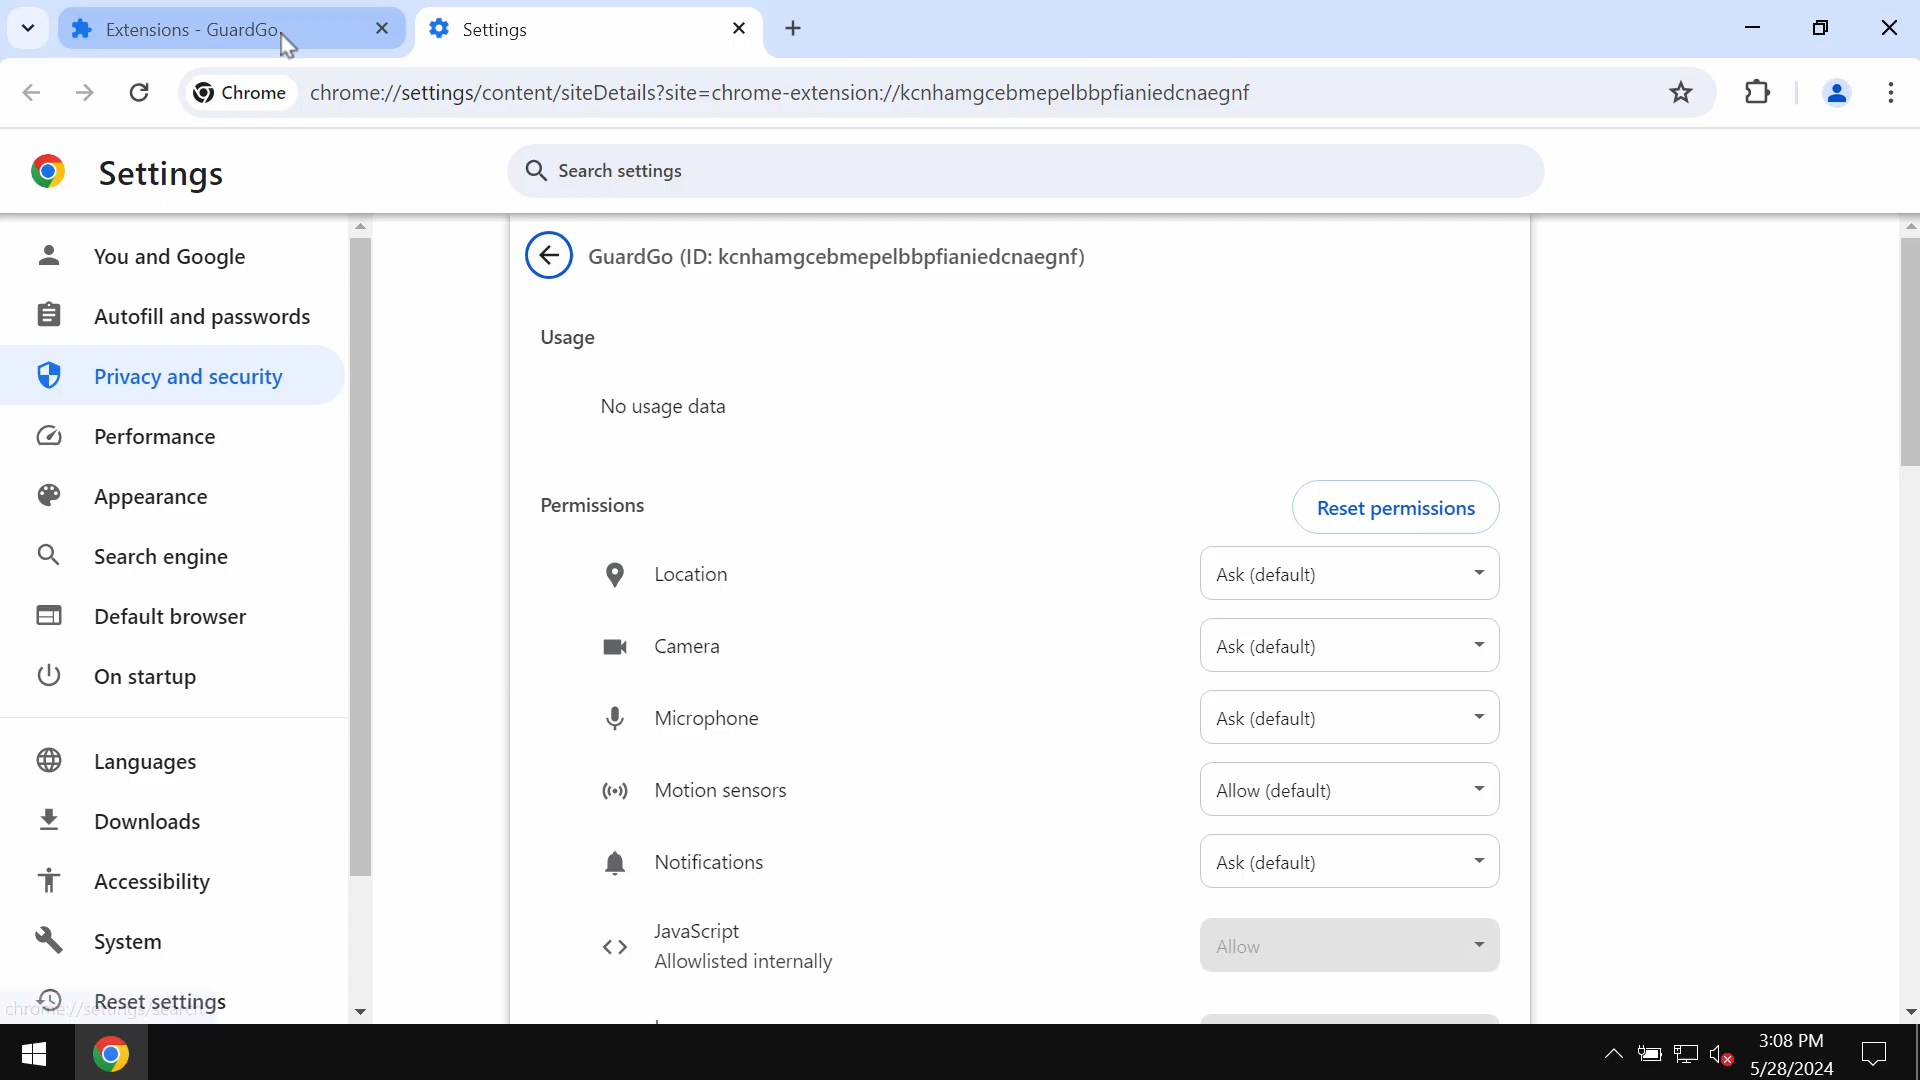 Extensions - GuardGo
Settings
Chrome
chrome://settings/content/siteDetails?site=chrome-extension://kcnhamgcebmepelbbpfianiedcnaegnf
Settings
Search settings
You and Google
Autofill and passwords
Privacy and security
Performance
Appearance
Search engine
Default browser
On startup
Languages
Downloads
Accessibility
System
Reset settings
chrome://settings/search
GuardGo (ID: kcnhamgcebmepelbbpfianiedcnaegnf)
Usage
No usage data
Permissions
Reset permissions
Location
Ask (default)
Camera
Ask (default)
Microphone
Ask (default)
Motion sensors
Allow (default)
Notifications
Ask (default)
JavaScript
Allowlisted internally
Allow
3:08 PM
5/28/2024